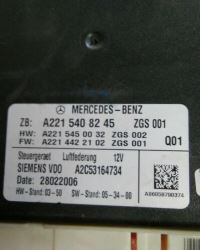 MERCEDES-BENZ
ZB: A221 540 82 45 ZGS 001
HW: A221 545 00 32 ZGS 002
FW: A221 442 21 02 ZGS 001 Q01
Steuergeraet Luftfederung 12V
SIEMENS VDO A2C53164734
Date: 28022006
HW-Stand: 03-50 SW-Stand: 05-34-00